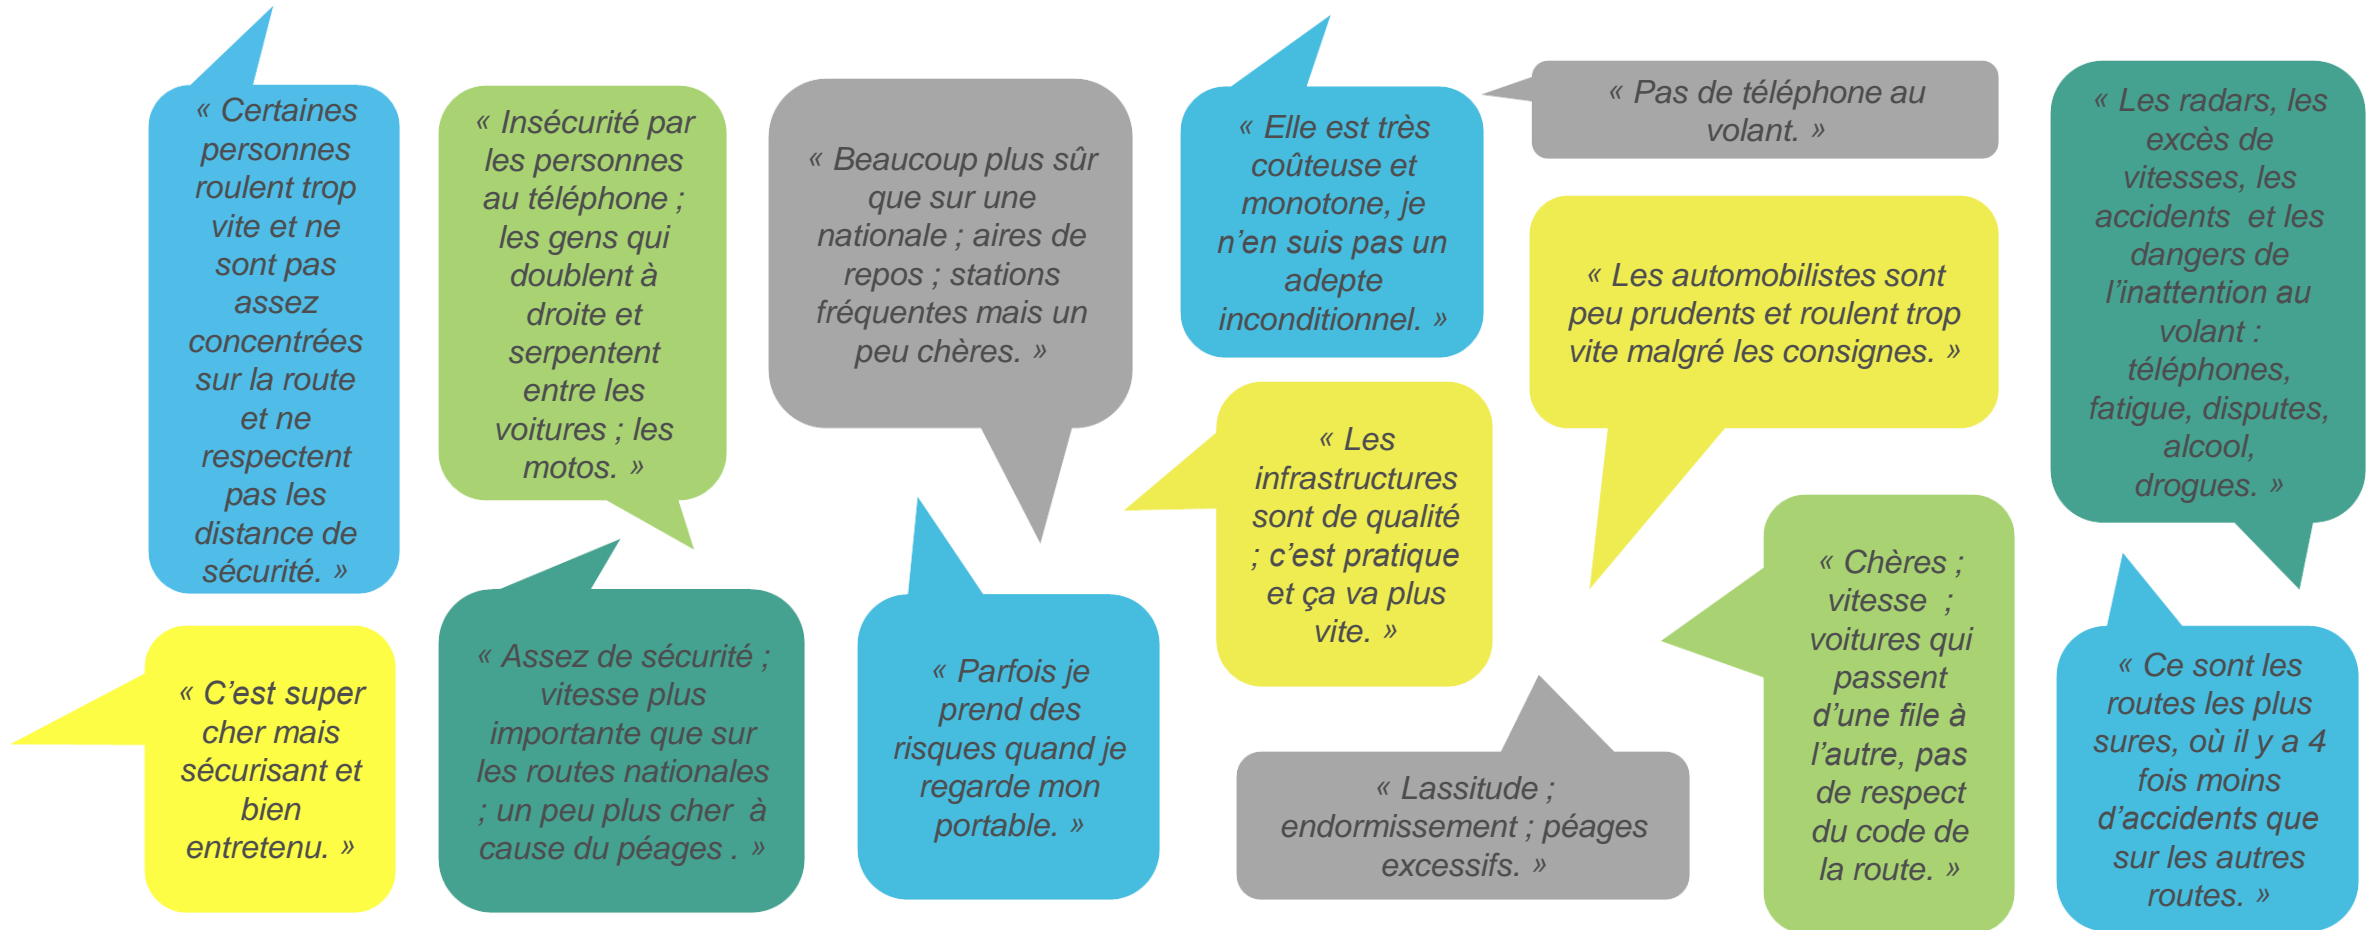 « Certaines
personnes
roulent trop
vite et ne
sont pas
assez
concentrées
sur la route
et ne
respectent
pas les
distance de
sécurité. »
« Insécurité par
les personnes
au téléphone ;
les gens qui
doublent à
droite et
serpentent
entre les
voitures ; les
motos. »
« Beaucoup plus sûr
que sur une
nationale ; aires de
repos ; stations
fréquentes mais un
peu chères. »
« Elle est très
coûteuse et
monotone, je
n'en suis pas un
adepte
inconditionnel. »
« Pas de téléphone au
volant. »
« Les automobilistes sont
peu prudents et roulent trop
vite malgré les consignes. »
« Les radars, les
excès de
vitesses, les
accidents et les
dangers de
l'inattention au
volant :
téléphones,
fatigue, disputes,
alcool,
drogues. »
« C'est super
cher mais
sécurisant et
bien
entretenu. »
« Assez de sécurité ;
vitesse plus
importante que sur
les routes nationales
; un peu plus cher à
cause du péages . »
« Parfois je
prend des
risques quand je
regarde mon
portable. »
« Les
infrastructures
sont de qualité
; c'est pratique
et ça va plus
vite. »
« Lassitude ;
endormissement ; péages
excessifs. »
« Chères ;
vitesse ;
voitures qui
passent
d'une file à
l'autre, pas
de respect
du code de
la route. »
« Ce sont les
routes les plus
sures, où il y a 4
fois moins
d'accidents que
sur les autres
routes. »